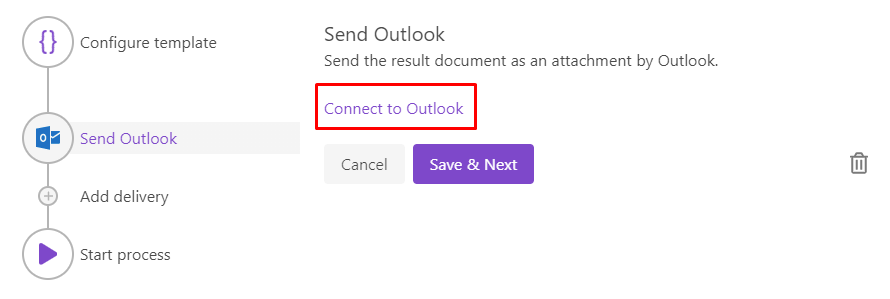 Configure template
Send Outlook
Add delivery
Start process
Send Outlook
Send the result document as an attachment by Outlook.
Connect to Outlook
Cancel
Save & Next